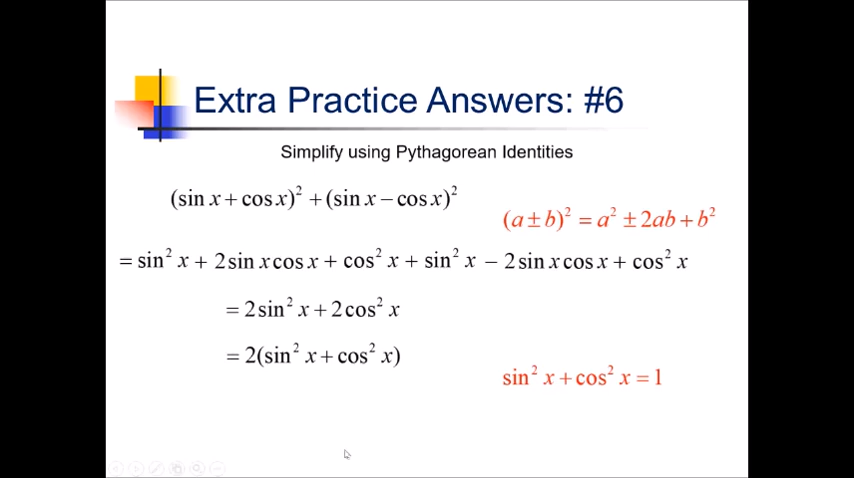 Extra Practice Answers: #6
Simplify using Pythagorean Identities
(sin x + cos x)² + (sin x − cos x)²
(a ± b)² = a² ± 2ab + b²
= sin² x + 2 sin x cos x + cos² x + sin² x − 2 sin x cos x + cos² x
= 2 sin² x + 2 cos² x
= 2(sin² x + cos² x)
sin² x + cos² x = 1